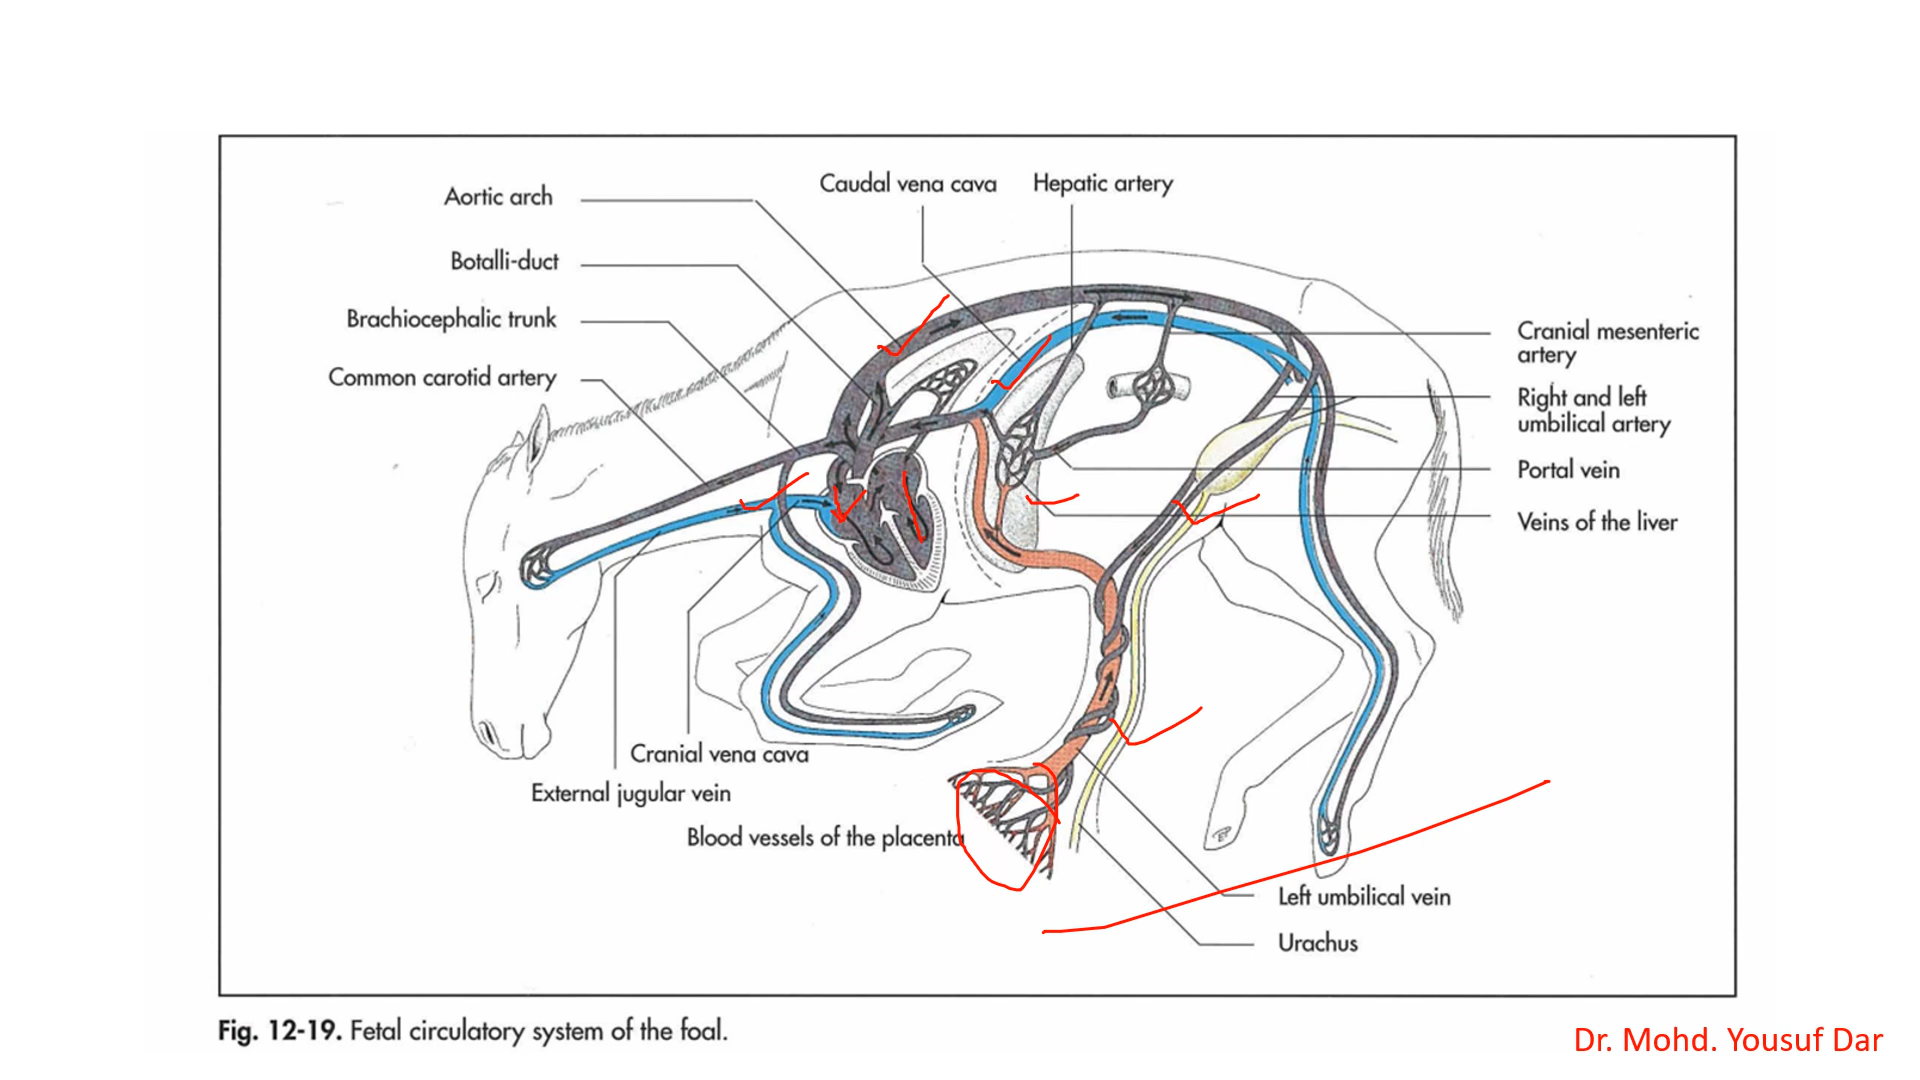 Aortic arch
Caudal vena cava
Hepatic artery
Botalli-duct
Brachiocephalic trunk
Common carotid artery
Cranial mesenteric
artery
Right and left
umbilical artery
Portal vein
Veins of the liver
Cranial vena cava
External jugular vein
Blood vessels of the placenta
Left umbilical vein
Urachus
Fig. 12-19. Fetal circulatory system of the foal.
Dr. Mohd. Yousuf Dar